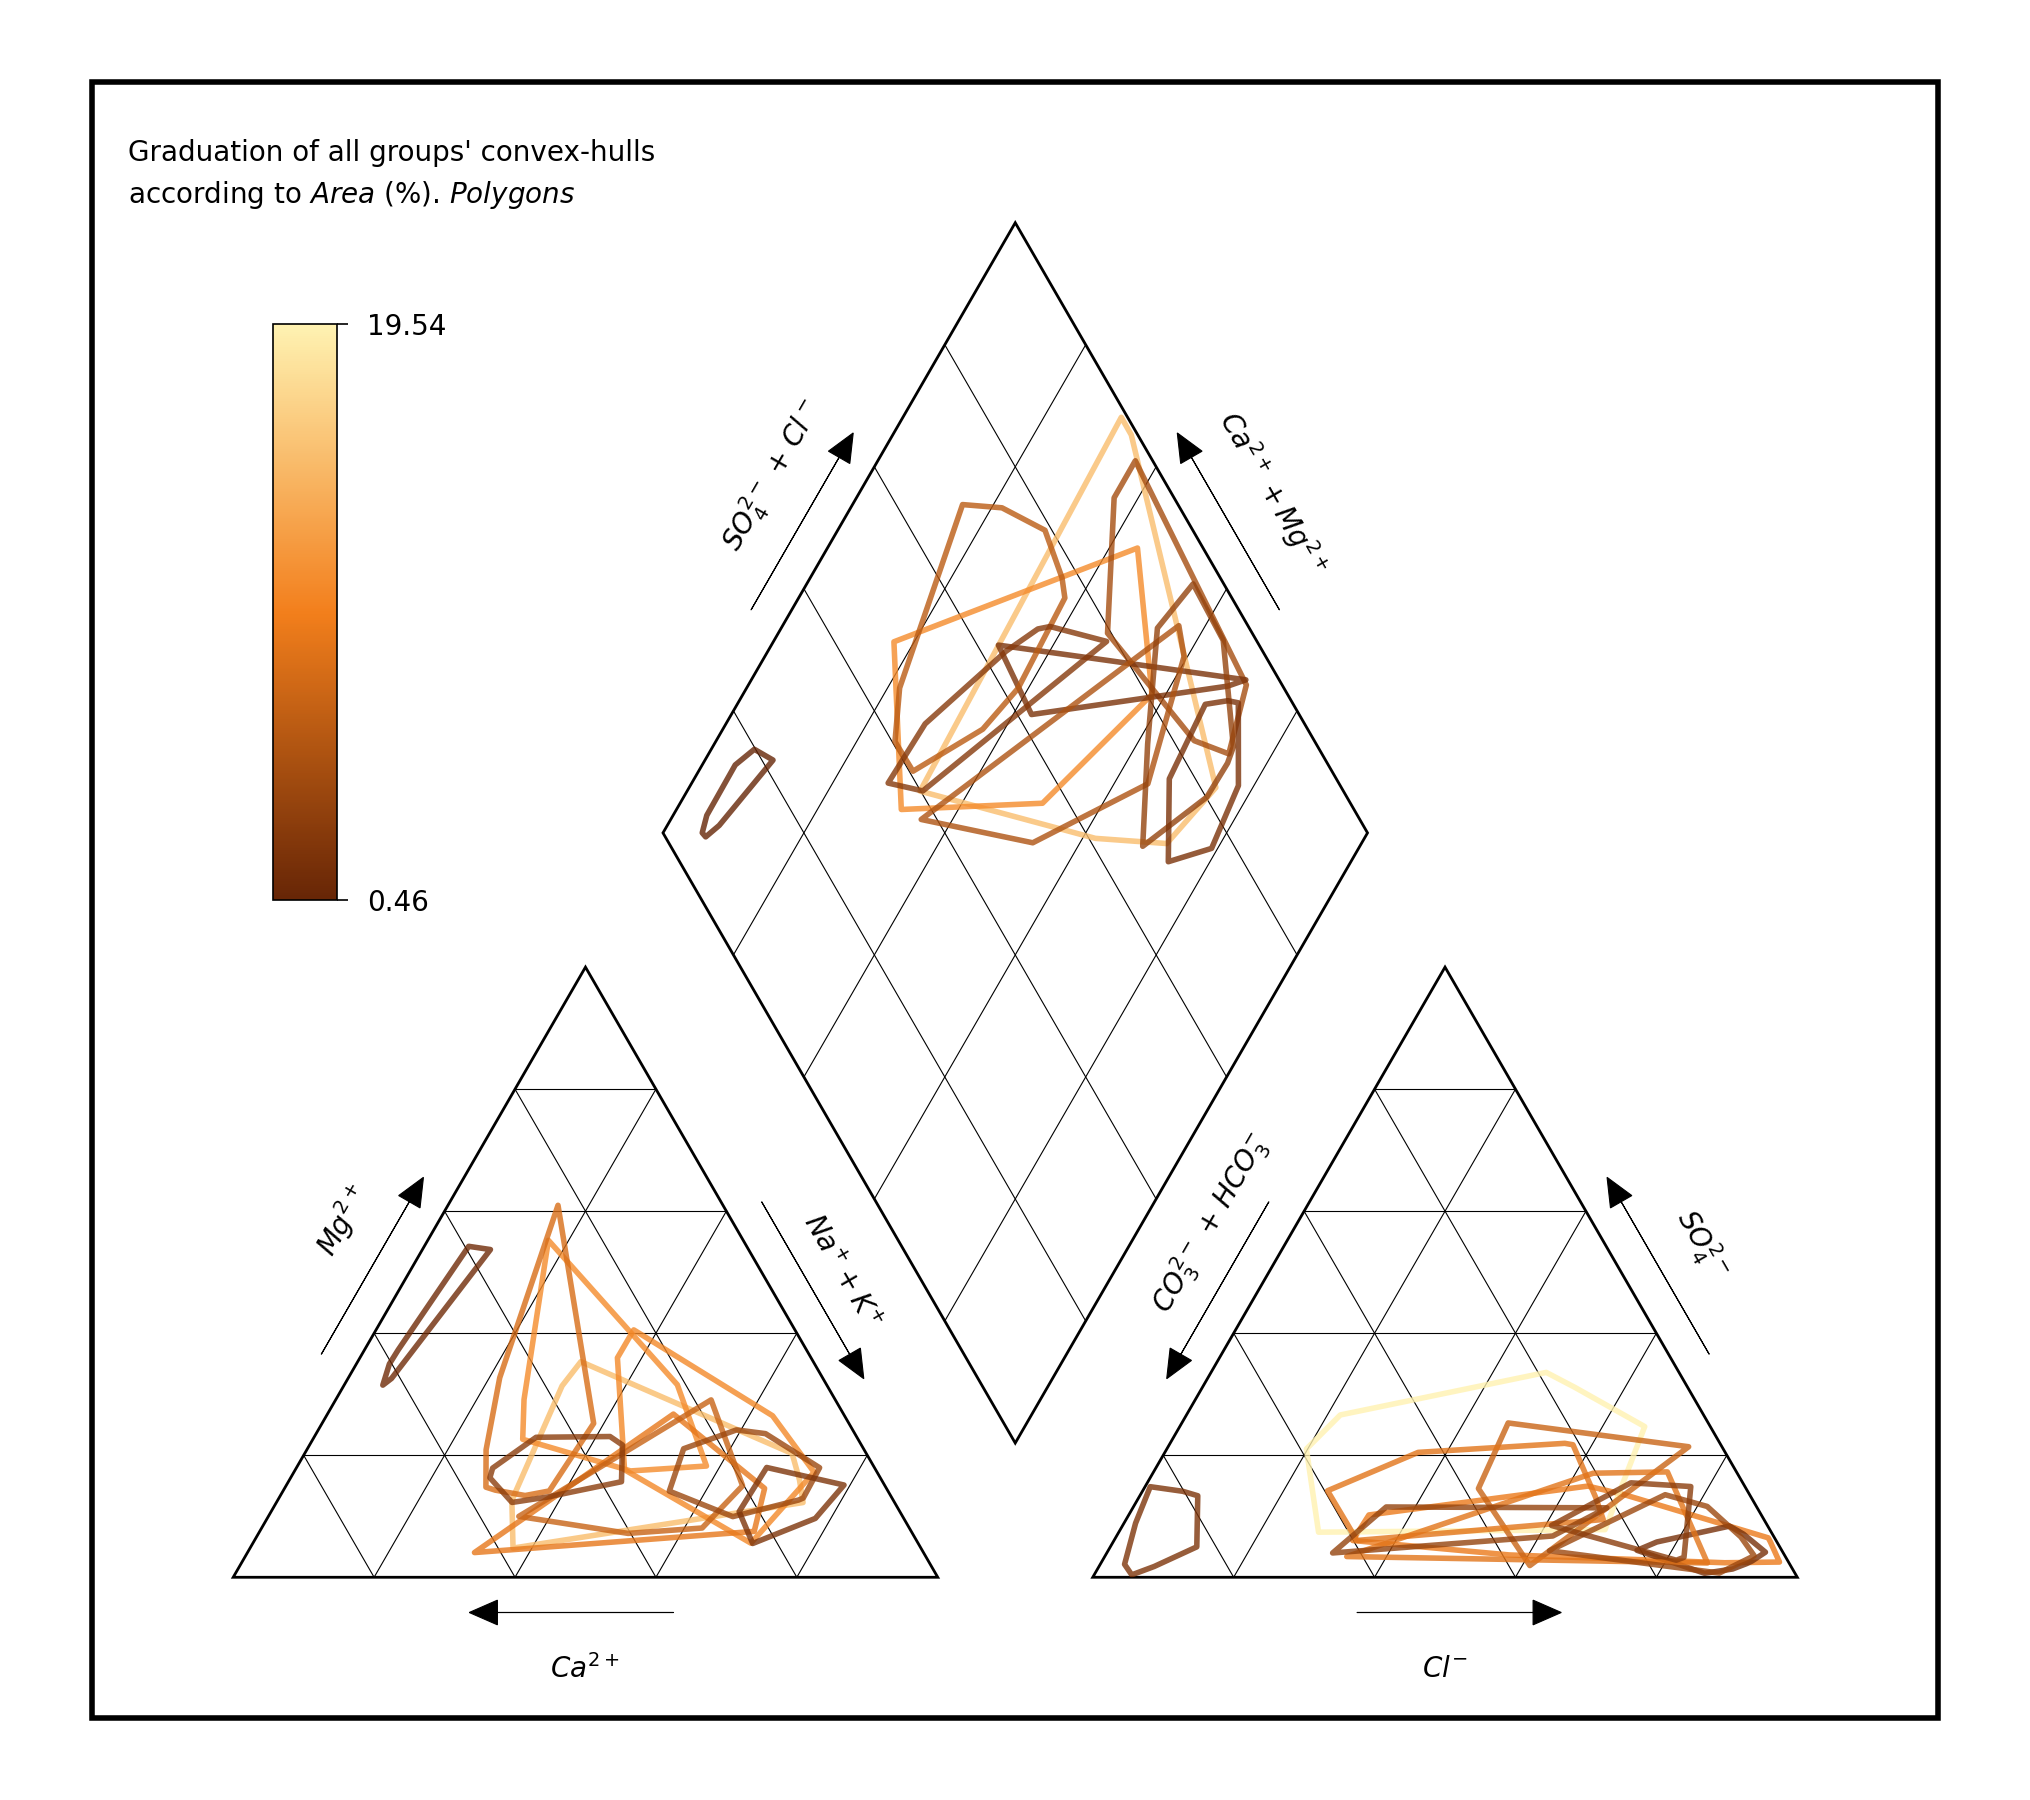 Graduation of all groups' convex-hulls
according to Area (%). Polygons
19.54
0.46
SO₄²⁻ + Cl⁻
Ca²⁺ + Mg²⁺
Mg²⁺
Na⁺ + K⁺
CO₃²⁻ + HCO₃⁻
SO₄²⁻
Ca²⁺
Cl⁻